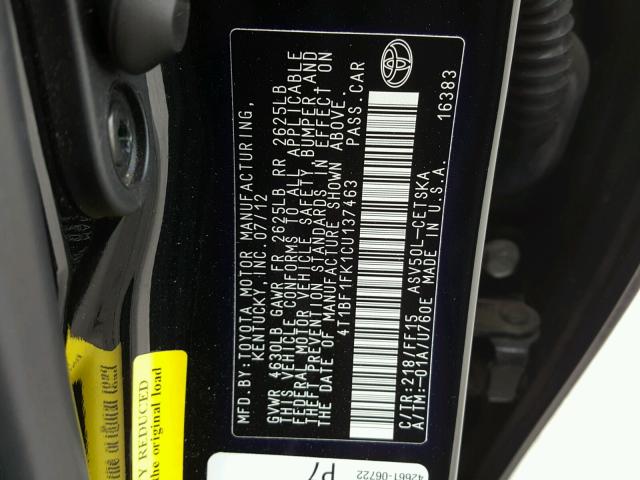 MFD. BY: TOYOTA MOTOR MANUFACTURING,
KENTUCKY, INC. 07/12
GVWR 4630LB GAWR FR 2625LB RR 2625LB
THIS VEHICLE CONFORMS TO ALL APPLICABLE
FEDERAL MOTOR VEHICLE SAFETY, BUMPER, AND
THEFT PREVENTION STANDARDS IN EFFECT ON
THE DATE OF MANUFACTURE SHOWN ABOVE.
4T1BF1FK1CU137463 PASS. CAR
C/TR: 218/FF15 ASV50L-CETSKA
A/TM: -01A/U760E MADE IN U.S.A.
16383
REDUCED
the original load
42661-06722